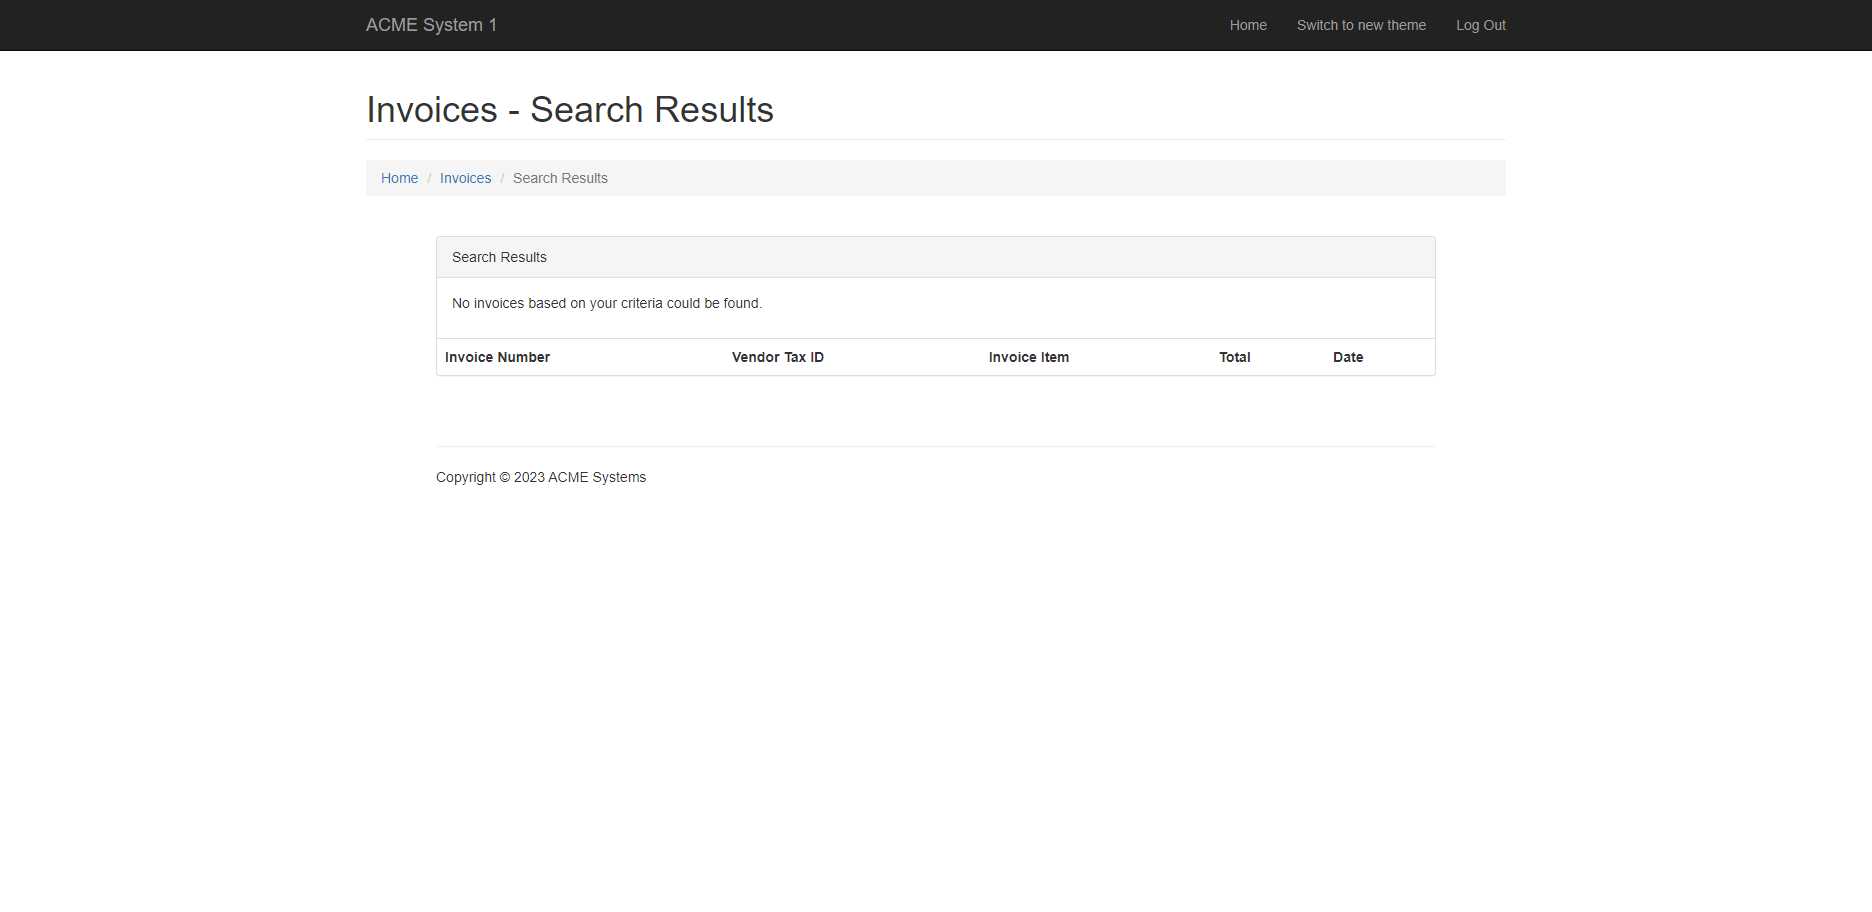 ACME System 1 Home Switch to new theme Log Out
Invoices - Search Results
Home / Invoices / Search Results
Search Results
No invoices based on your criteria could be found.
Invoice Number Vendor Tax ID Invoice Item Total Date
Copyright © 2023 ACME Systems